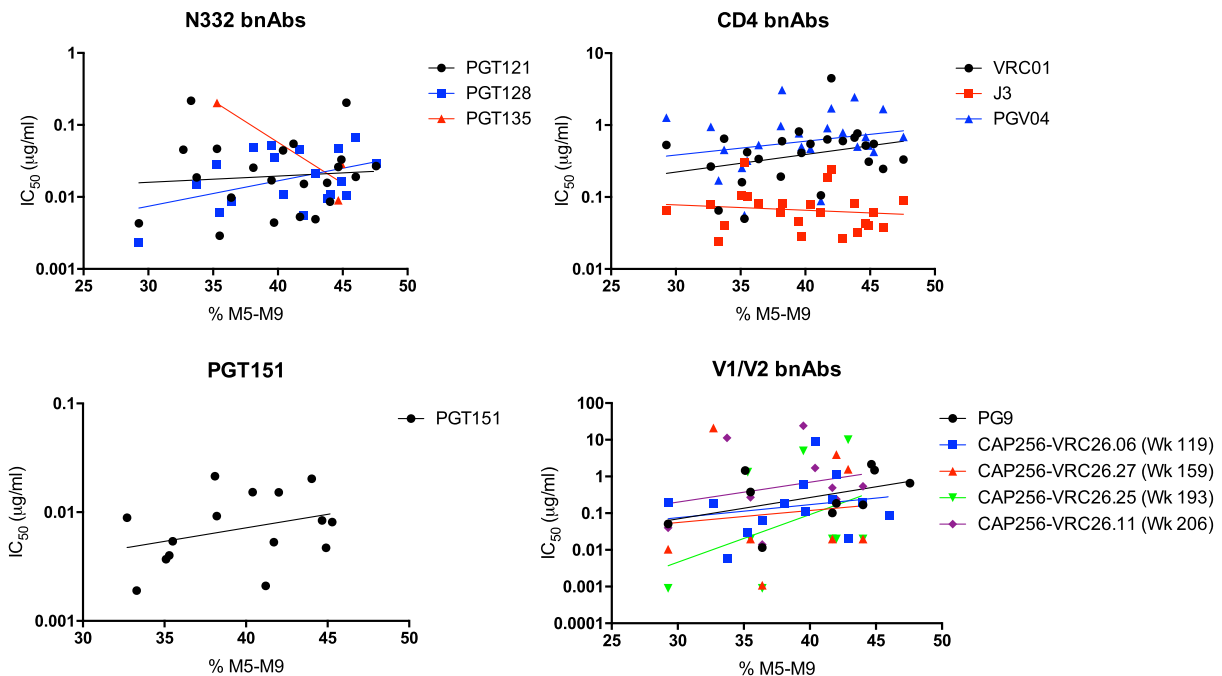 N332 bnAbs
1
0.1
0.01
0.001
IC50 (µg/ml)
25 30 35 40 45 50
% M5-M9
PGT121
PGT128
PGT135
CD4 bnAbs
10
1
0.1
0.01
IC50 (µg/ml)
25 30 35 40 45 50
% M5-M9
VRC01
J3
PGV04
PGT151
0.1
0.01
0.001
IC50 (µg/ml)
30 35 40 45 50
% M5-M9
PGT151
V1/V2 bnAbs
100
10
1
0.1
0.01
0.001
0.0001
IC50 (µg/ml)
25 30 35 40 45 50
% M5-M9
PG9
CAP256-VRC26.06 (Wk 119)
CAP256-VRC26.27 (Wk 159)
CAP256-VRC26.25 (Wk 193)
CAP256-VRC26.11 (Wk 206)